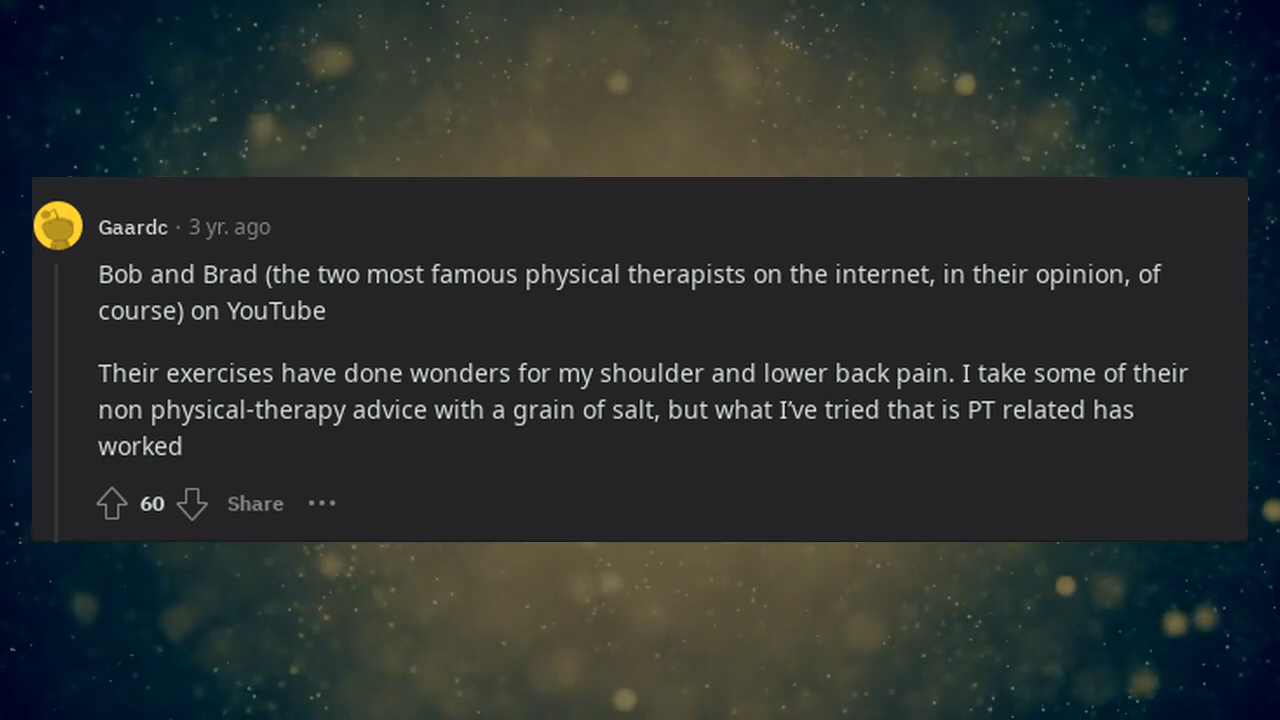 Gaardc · 3 yr. ago
Bob and Brad (the two most famous physical therapists on the internet, in their opinion, of
course) on YouTube
Their exercises have done wonders for my shoulder and lower back pain. I take some of their
non physical-therapy advice with a grain of salt, but what I’ve tried that is PT related has
worked
60 Share ···